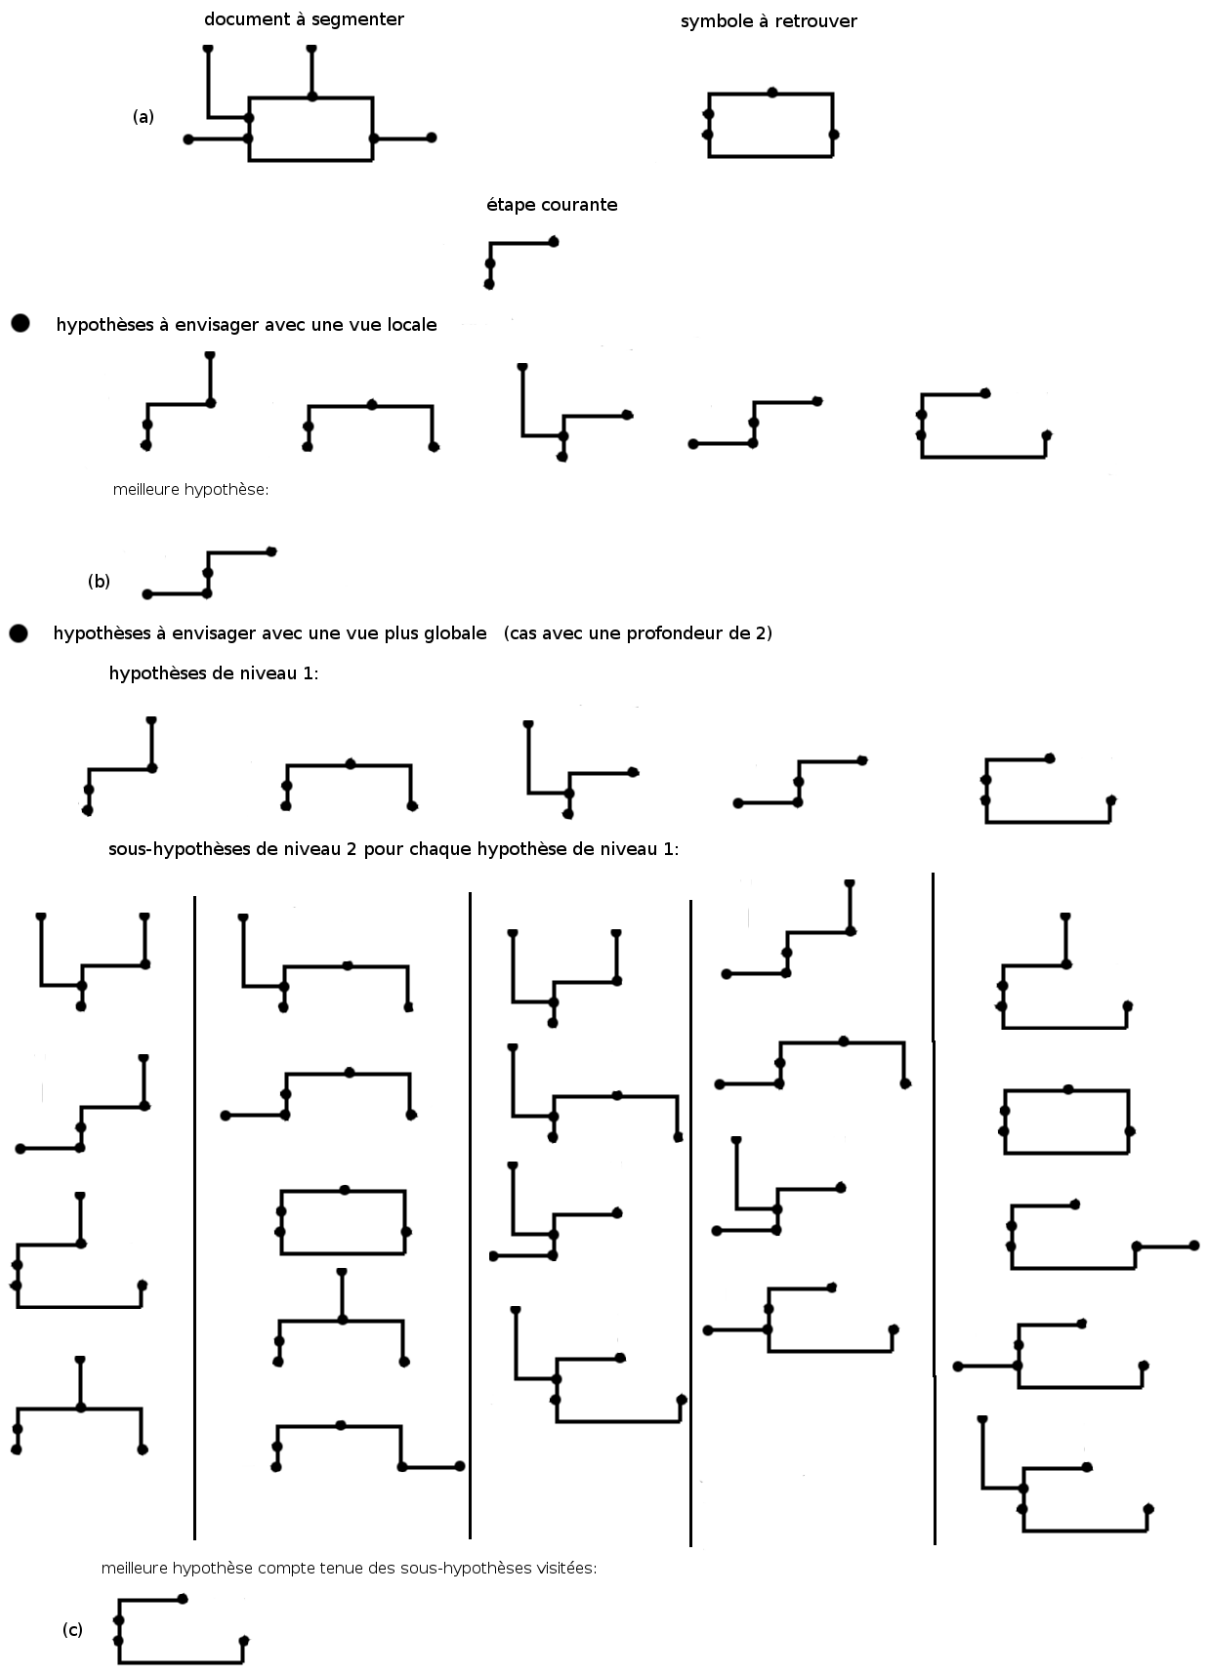 document à segmenter
symbole à retrouver
(a)
étape courante
hypothèses à envisager avec une vue locale
meilleure hypothèse:
(b)
hypothèses à envisager avec une vue plus globale (cas avec une profondeur de 2)
hypothèses de niveau 1:
sous-hypothèses de niveau 2 pour chaque hypothèse de niveau 1:
meilleure hypothèse compte tenue des sous-hypothèses visitées:
(c)